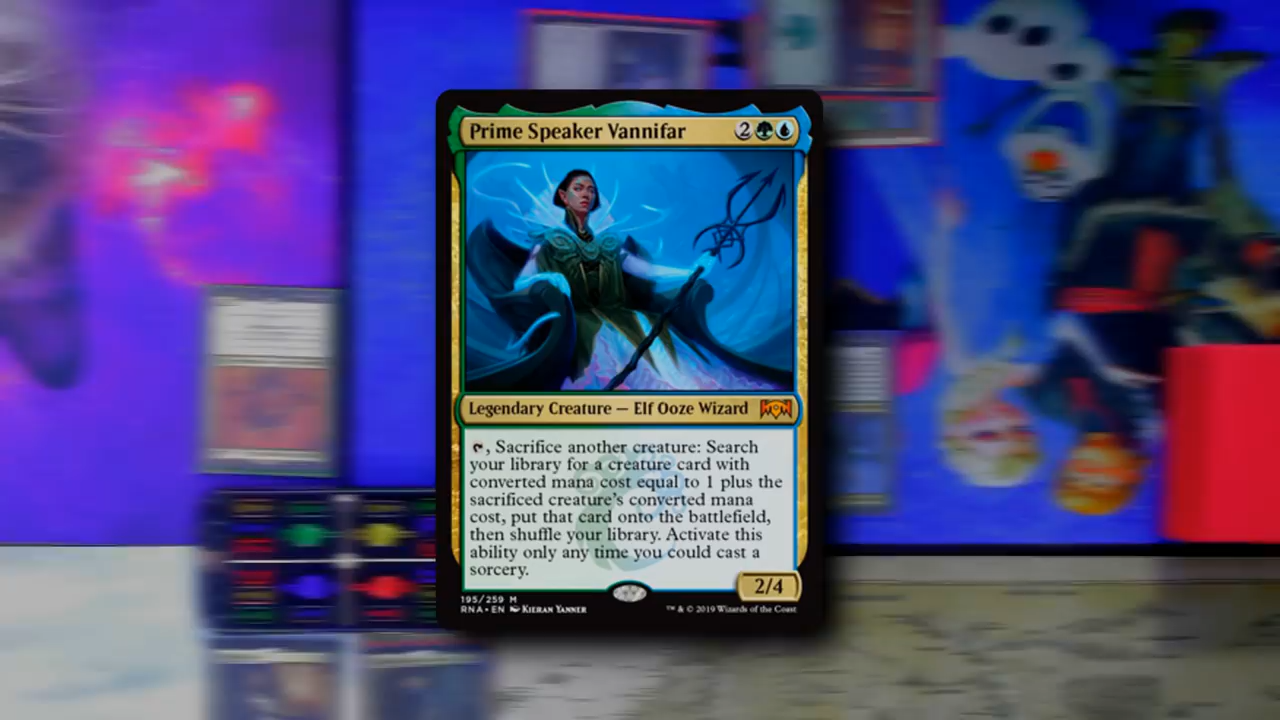 Prime Speaker Vannifar 2
Legendary Creature — Elf Ooze Wizard
, Sacrifice another creature: Search
your library for a creature card with
converted mana cost equal to 1 plus the
sacrificed creature's converted mana
cost, put that card onto the battlefield,
then shuffle your library. Activate this
ability only any time you could cast a
sorcery.
2/4
195/259 M
RNA • EN Kieran Yanner
™ & © 2019 Wizards of the Coast